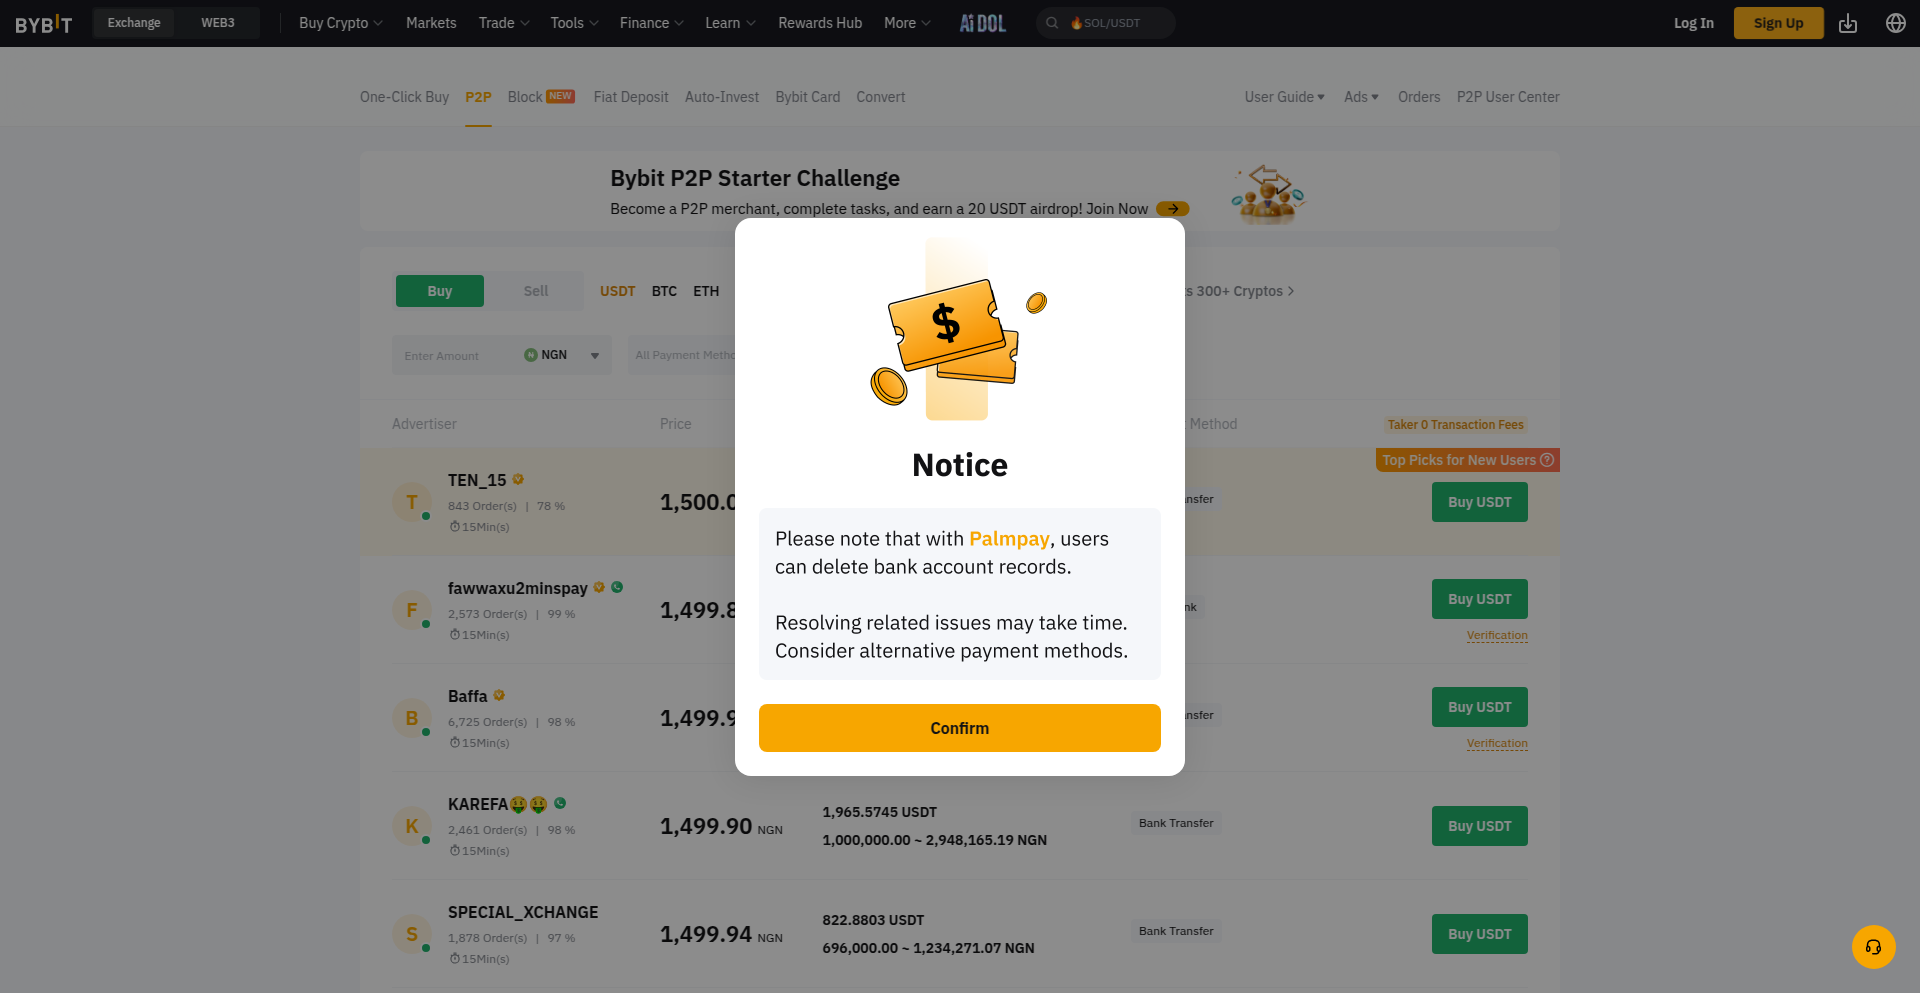 BYBIT
Exchange
WEB3
Buy Crypto
Markets
Trade
Tools
Finance
Learn
Rewards Hub
More
AiDOL
SOL/USDT
Log In
Sign Up
One-Click Buy
P2P
Block NEW
Fiat Deposit
Auto-Invest
Bybit Card
Convert
User Guide
Ads
Orders
P2P User Center
Bybit P2P Starter Challenge
Become a P2P merchant, complete tasks, and earn a 20 USDT airdrop! Join Now
Buy
Sell
USDT
BTC
ETH
300+ Cryptos
Enter Amount
NGN
All Payment
Advertiser
Price
Method
Taker 0 Transaction Fees
Top Picks for New Users
T
TEN_15
843 Order(s) | 78 %
15Min(s)
1,500.0
Buy USDT
F
fawwaxu2minspay
2,573 Order(s) | 99 %
15Min(s)
1,499.8
Buy USDT
Verification
B
Baffa
6,725 Order(s) | 98 %
15Min(s)
1,499.9
Buy USDT
Verification
K
KAREFA🤑🤑
2,461 Order(s) | 98 %
15Min(s)
1,499.90 NGN
1,965.5745 USDT
1,000,000.00 ~ 2,948,165.19 NGN
Bank Transfer
Buy USDT
S
SPECIAL_XCHANGE
1,878 Order(s) | 97 %
15Min(s)
1,499.94 NGN
822.8803 USDT
696,000.00 ~ 1,234,271.07 NGN
Bank Transfer
Buy USDT
$
Notice
Please note that with Palmpay, users
can delete bank account records.
Resolving related issues may take time.
Consider alternative payment methods.
Confirm